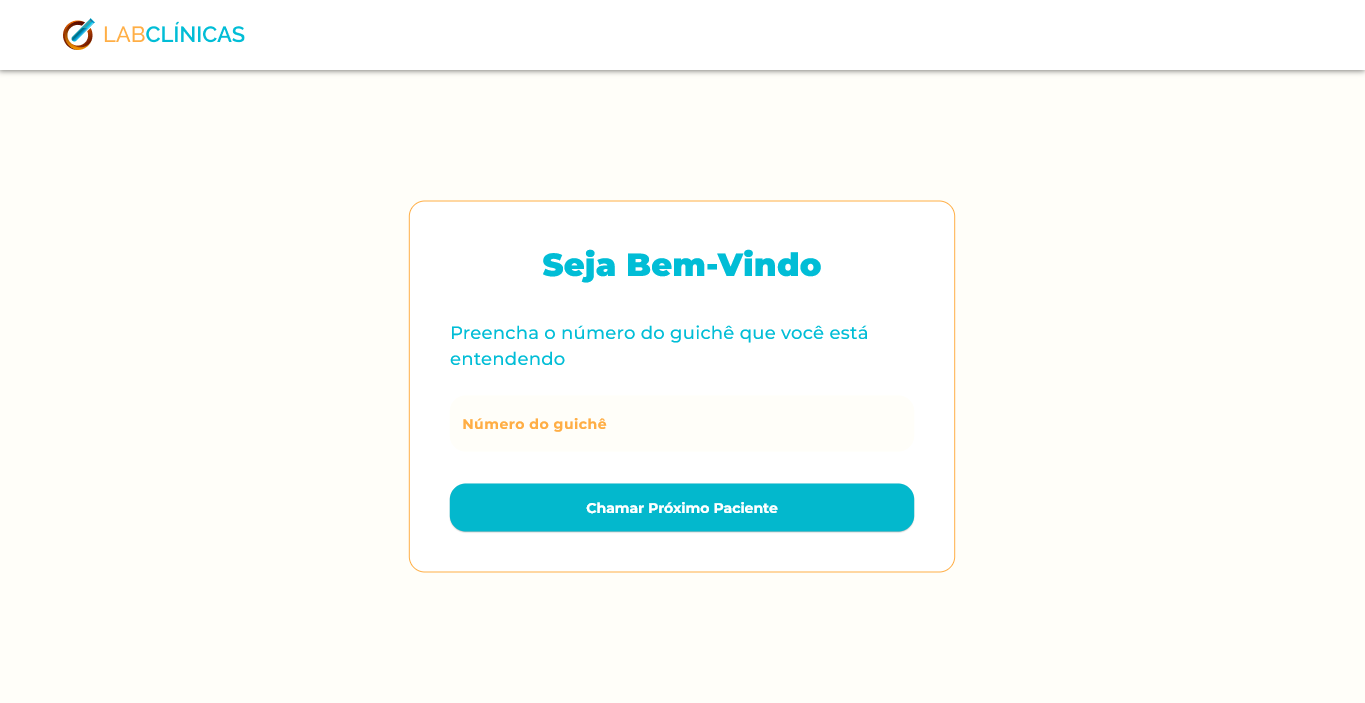 LABCLÍNICAS
Seja Bem-Vindo
Preencha o número do guichê que você está
entendendo
Número do guichê
Chamar Próximo Paciente